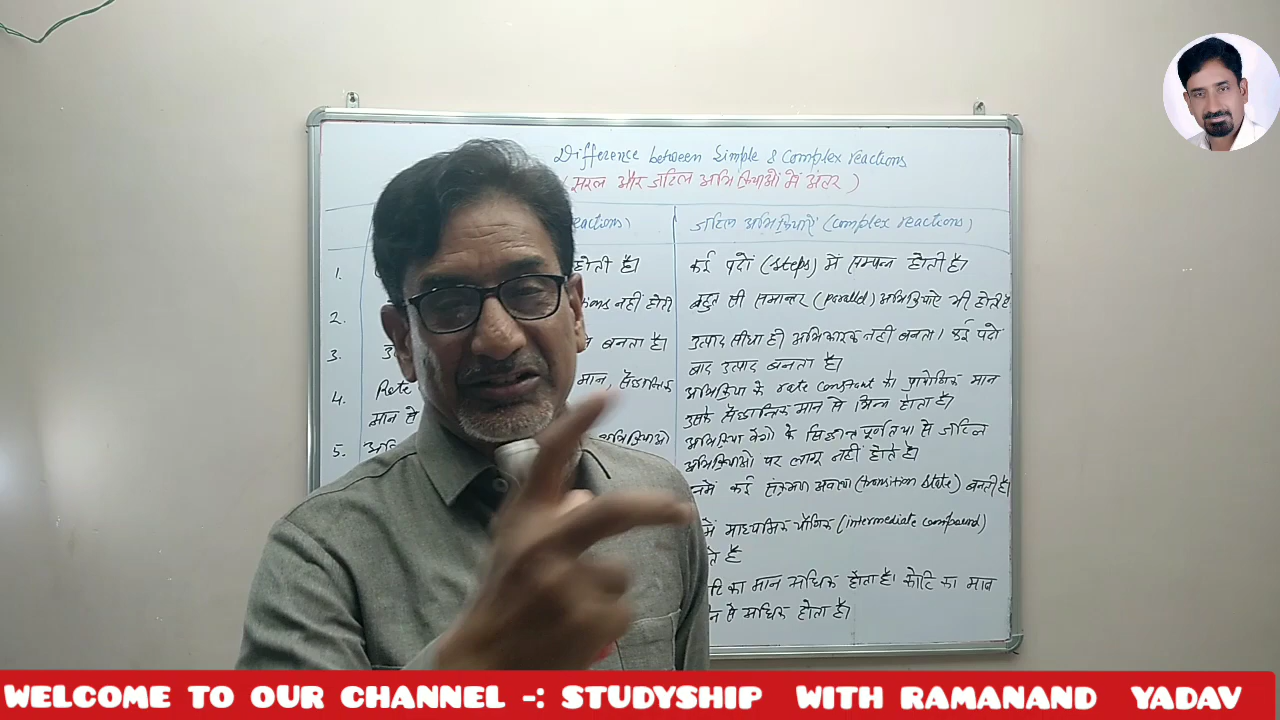 Difference between Simple & Complex reactions
(सरल और जटिल अभिक्रियाओं में अंतर)
जटिल अभिक्रियाएें (Complex reactions)
1. होती है।
कई पदों (steps) में सम्पन्न होती है।
2. नही होती
बहुत सी समान्तर (parallel) अभिक्रियाऐं भी होती है
3. बनता है।
उत्पाद सीधा ही अभिकारक नहीं बनता। कई पदो
बाद उत्पाद बनता है।
4. Rate मान, सैद्धान्तिक
मान से
अभिक्रिया के rate constant का प्रायोगिक मान
उसके सैद्धान्तिक मान से भिन्न होता है।
5. अभिक्रियाओ
अभिक्रिया वेगो के सिद्धान्त पूर्णतया से जटिल
अभिक्रियाओ पर लागू नहीं होते है।
कई संक्रमण अवस्था (transition state) बनती है।
में माध्यमिक यौगिक (intermediate compound)
है
का मान अधिक होता है। कोटि का मान
से अधिक होता है।
WELCOME TO OUR CHANNEL -: STUDYSHIP WITH RAMANAND YADAV